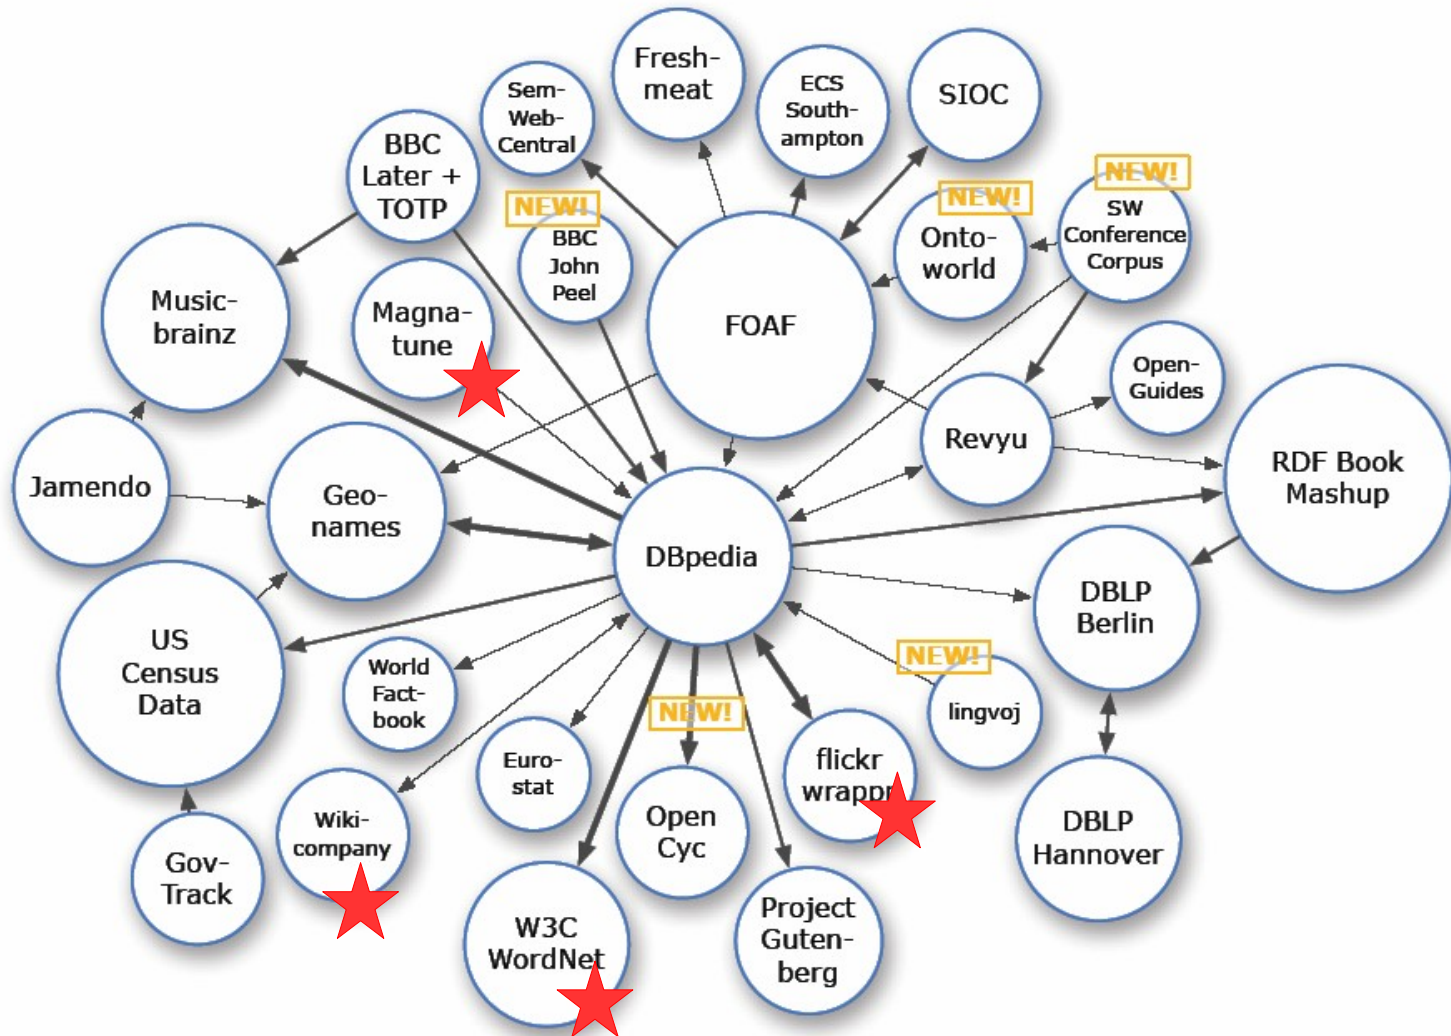 Fresh-
meat
ECS
South-
ampton
SIOC
Sem-
Web-
Central
BBC
Later +
TOTP
NEW!
BBC
John
Peel
NEW!
Onto-
world
NEW!
SW
Conference
Corpus
Music-
brainz
Magna-
tune
FOAF
Open-
Guides
Revyu
RDF Book
Mashup
Jamendo
Geo-
names
DBpedia
DBLP
Berlin
US
Census
Data
World
Fact-
book
NEW!
NEW!
lingvoj
Euro-
stat
flickr
wrappr
Wiki-
company
Open
Cyc
DBLP
Hannover
Gov-
Track
W3C
WordNet
Project
Guten-
berg